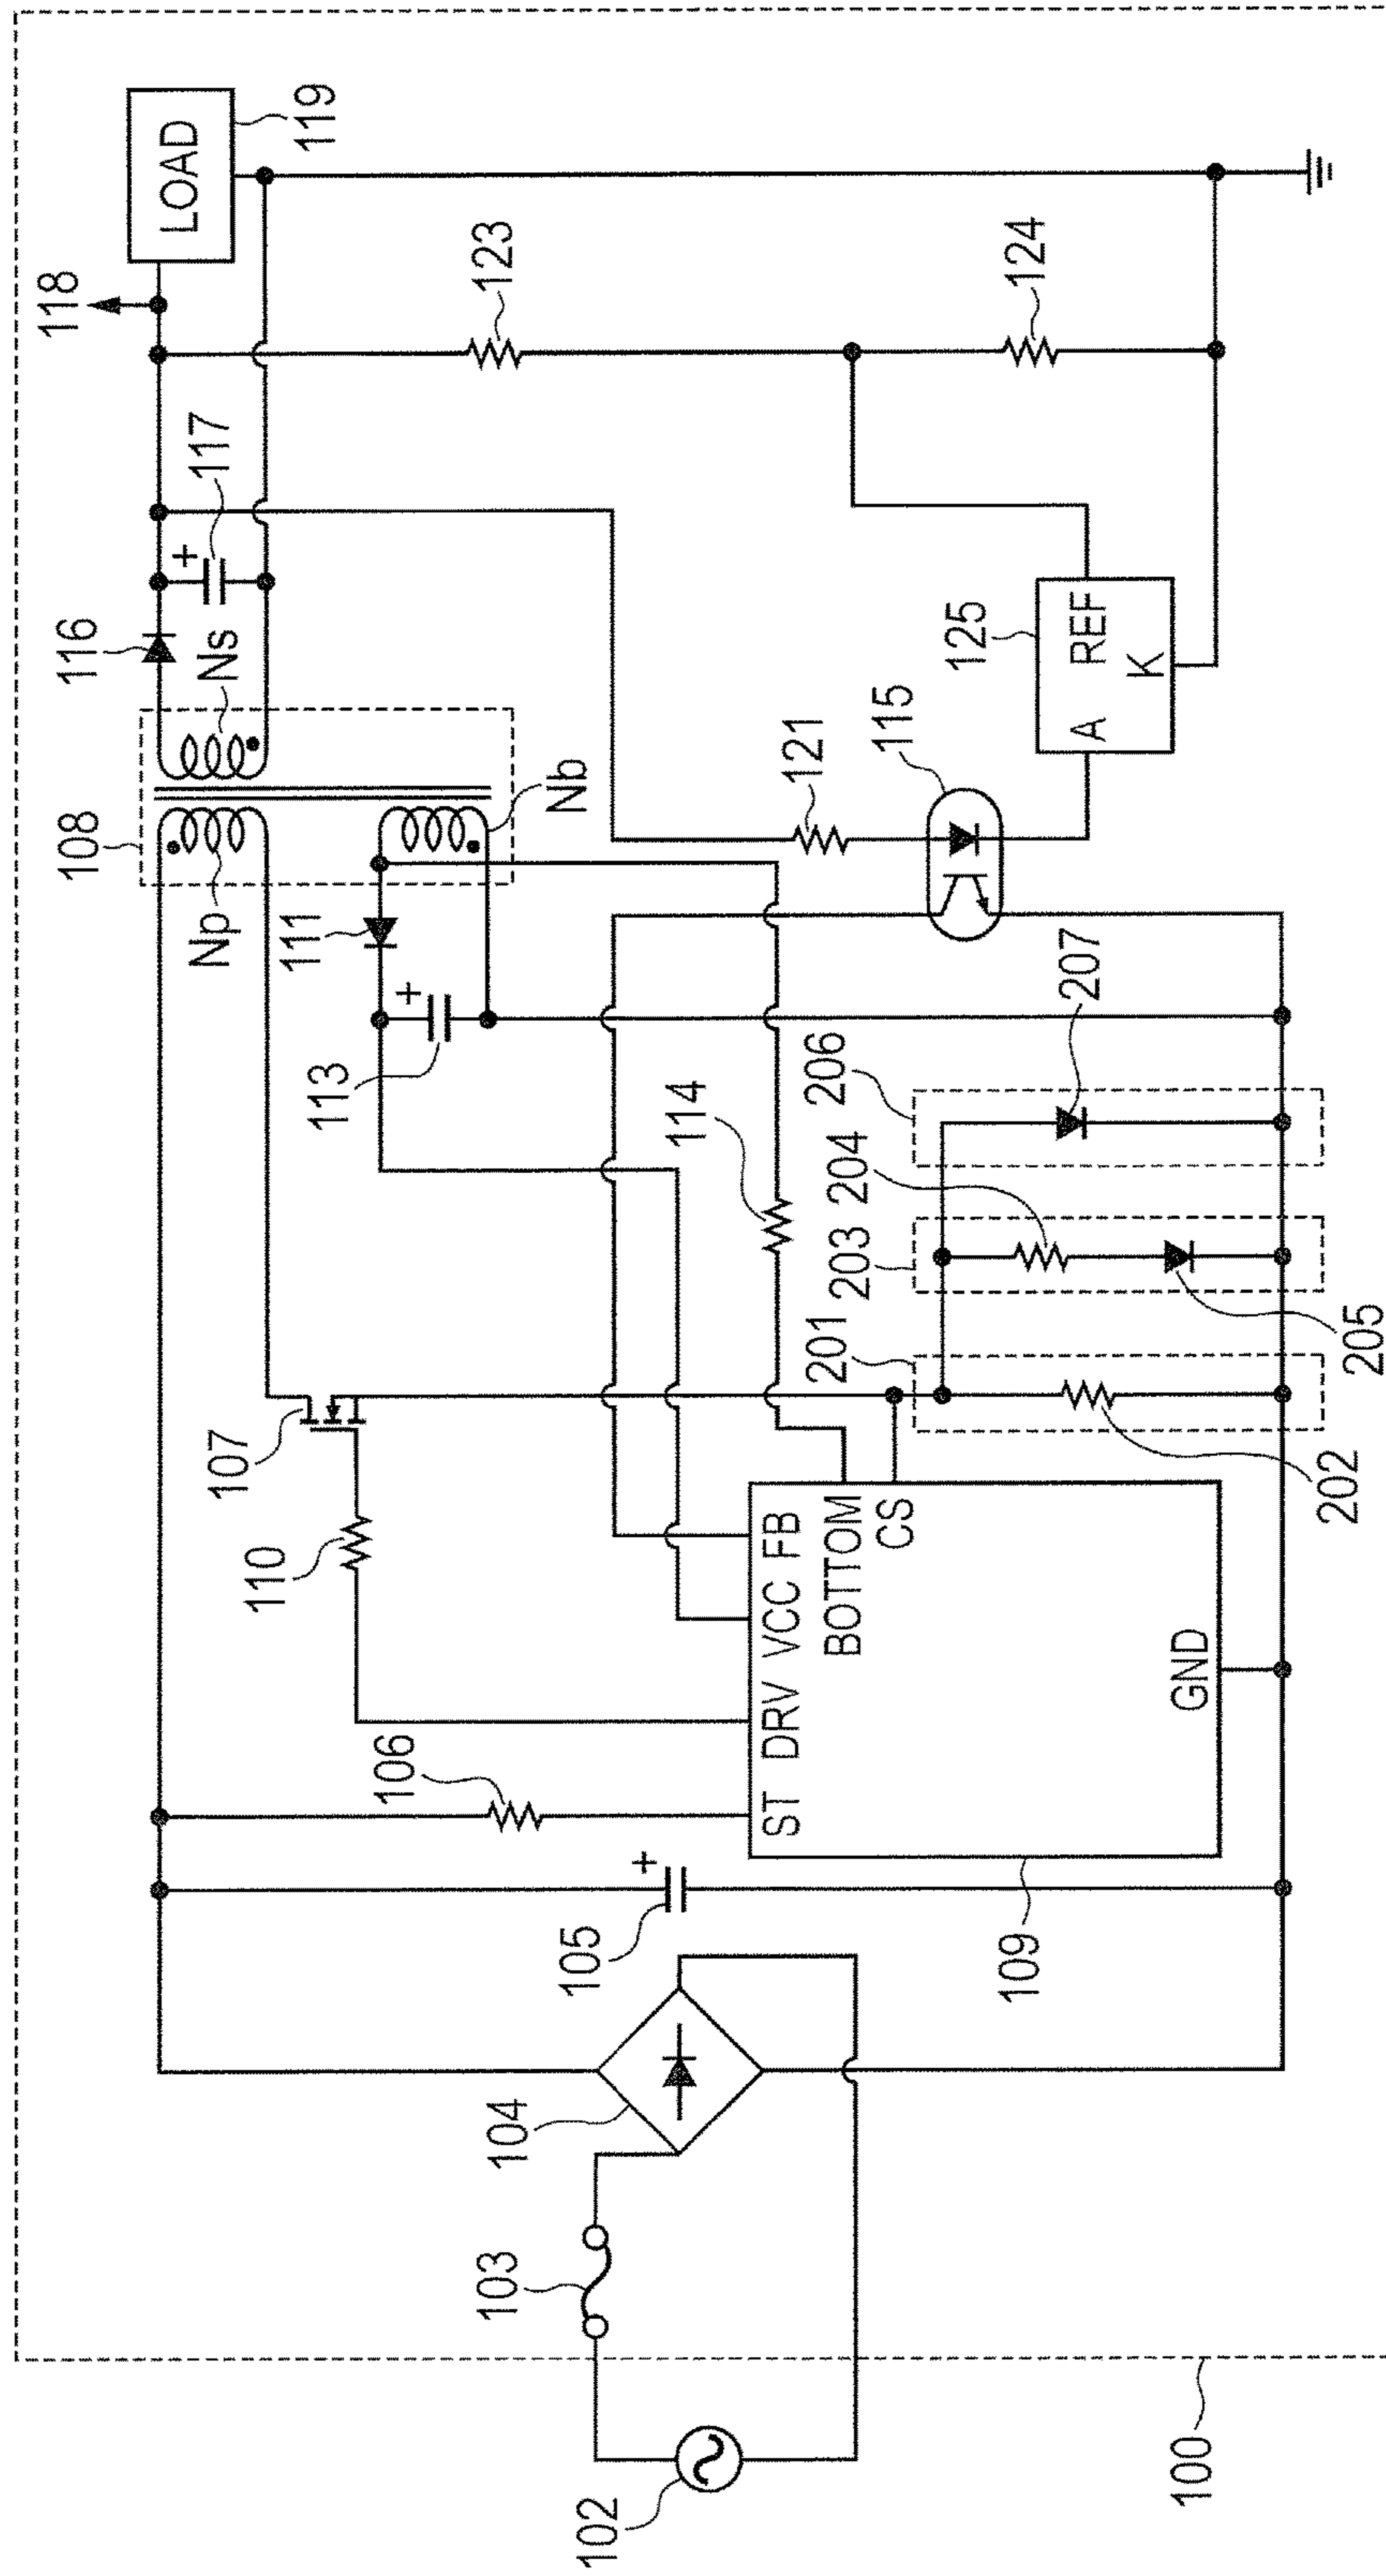 118
LOAD
119
116
Ns
117
+
108
Np
Nb
111
+
113
123
124
107
110
106
114
121
115
125
REF
A
K
206
207
204
203
205
201
202
ST DRV VCC FB
BOTTOM
CS
GND
109
+
105
104
103
102
100